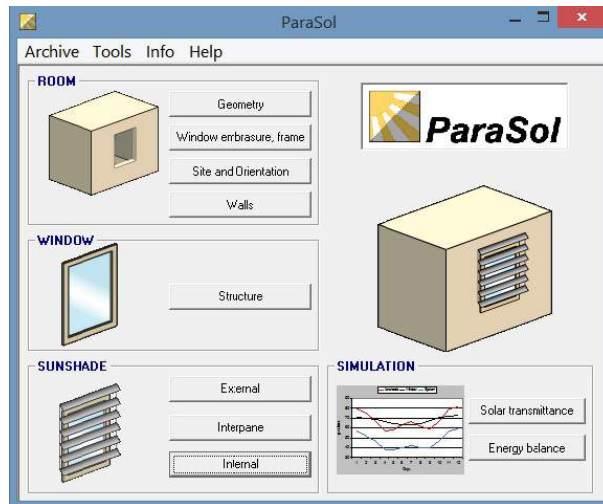 ParaSol
Archive Tools Info Help
ROOM
Geometry
Window embrasure, frame
Site and Orientation
Walls
ParaSol
WINDOW
Structure
SUNSHADE
External
Interpane
Internal
SIMULATION
Solar transmittance
Energy balance